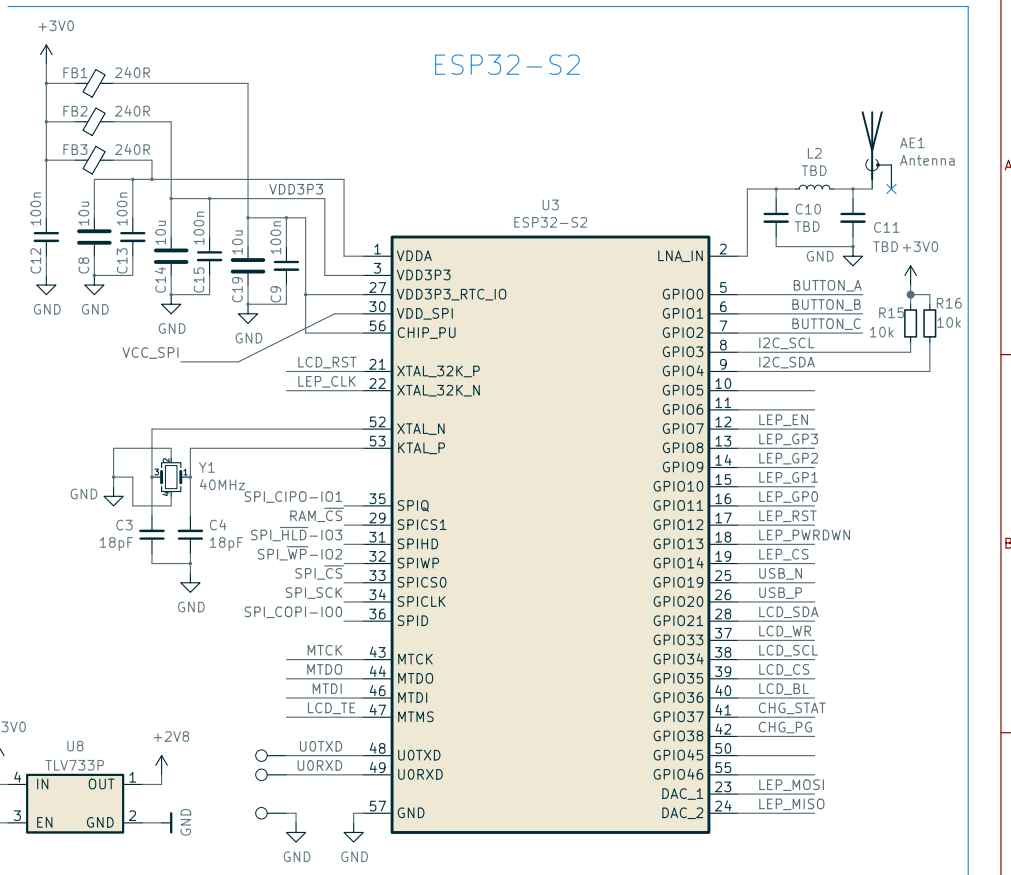 +3V0
ESP32-S2
FB1 240R
FB2 240R
FB3 240R
AE1
Antenna
L2
TBD
VDD3P3
C12 100n
C8 10u
C13 100n
C14 10u
C15 100n
C19 10u
C9 100n
GND
GND
GND
GND
C10
TBD
C11
TBD
GND
+3V0
R15
10k
R16
10k
U3
ESP32-S2
1 VDDA
3 VDD3P3
27 VDD3P3_RTC_IO
30 VDD_SPI
56 CHIP_PU
VCC_SPI
LCD_RST 21 XTAL_32K_P
LEP_CLK 22 XTAL_32K_N
52 XTAL_N
53 KTAL_P
Y1
40MHz
2
3
1
4
GND
C3
18pF
C4
18pF
GND
SPI_CIPO-IO1 35 SPIQ
RAM_CS 29 SPICS1
SPI_HLD-IO3 31 SPIHD
SPI_WP-IO2 32 SPIWP
SPI_CS 33 SPICS0
SPI_SCK 34 SPICLK
SPI_COPI-IO0 36 SPID
MTCK 43 MTCK
MTDO 44 MTDO
MTDI 46 MTDI
LCD_TE 47 MTMS
U0TXD 48 U0TXD
U0RXD 49 U0RXD
57 GND
GND
GND
LNA_IN 2
GPIO0 5 BUTTON_A
GPIO1 6 BUTTON_B
GPIO2 7 BUTTON_C
GPIO3 8 I2C_SCL
GPIO4 9 I2C_SDA
GPIO5 10
GPIO6 11
GPIO7 12 LEP_EN
GPIO8 13 LEP_GP3
GPIO9 14 LEP_GP2
GPIO10 15 LEP_GP1
GPIO11 16 LEP_GP0
GPIO12 17 LEP_RST
GPIO13 18 LEP_PWRDWN
GPIO14 19 LEP_CS
GPIO19 25 USB_N
GPIO20 26 USB_P
GPIO21 28 LCD_SDA
GPIO33 37 LCD_WR
GPIO34 38 LCD_SCL
GPIO35 39 LCD_CS
GPIO36 40 LCD_BL
GPIO37 41 CHG_STAT
GPIO38 42 CHG_PG
GPIO45 50
GPIO46 55
DAC_1 23 LEP_MOSI
DAC_2 24 LEP_MISO
3V0
U8
TLV733P
+2V8
4 IN OUT 1
3 EN GND 2
GND
A
B